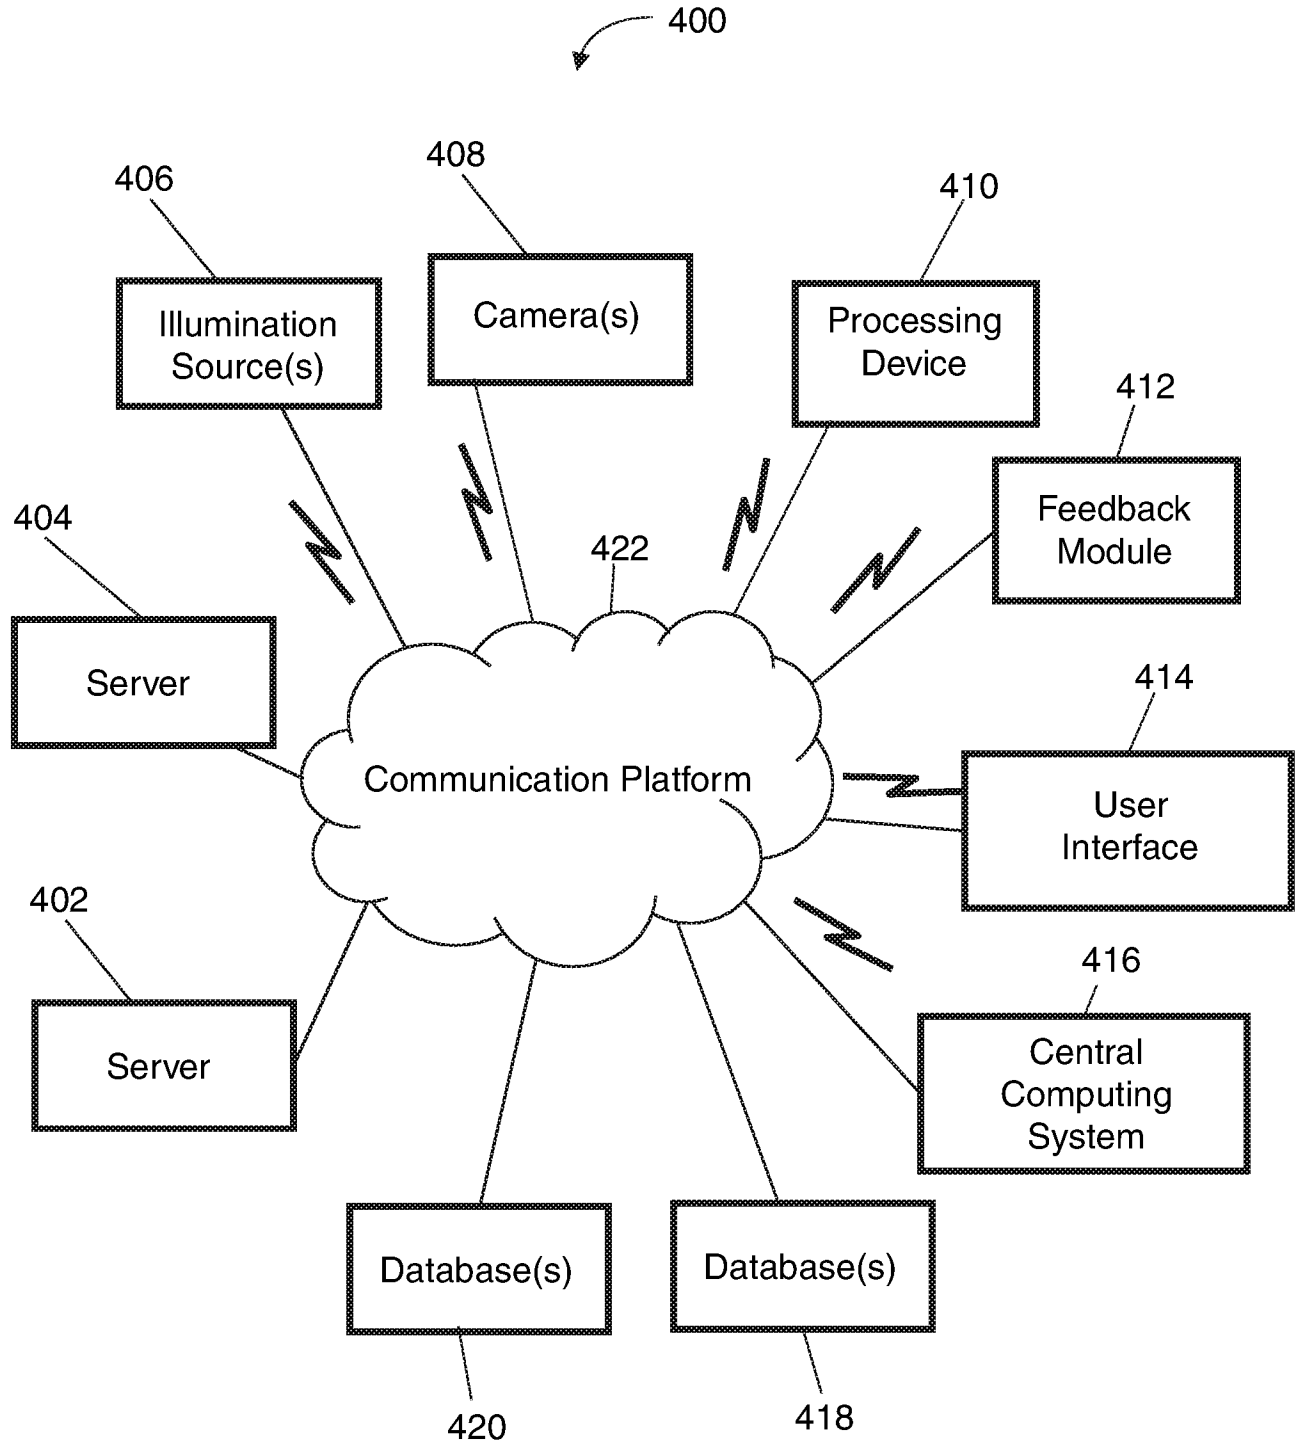 400
408
406
410
Illumination
Source(s)
Camera(s)
Processing
Device
412
Feedback
Module
404
422
Server
414
Communication Platform
User
Interface
402
416
Server
Central
Computing
System
Database(s)
Database(s)
420
418